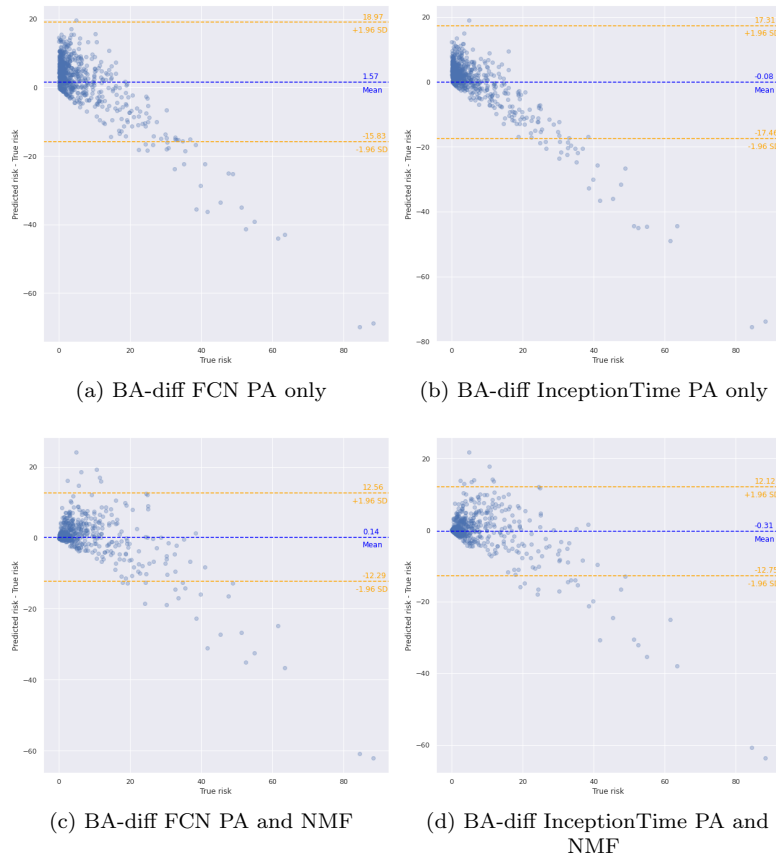 20
0
−20
−40
−60
0
20
40
60
80
True risk
Predicted risk - True risk
18.97
+1.96 SD
1.57
Mean
-15.83
-1.96 SD
(a) BA-diff FCN PA only
20
0
−20
−40
−60
−80
0
20
40
60
80
True risk
Predicted risk - True risk
17.31
+1.96 SD
-0.08
Mean
-17.46
-1.96 SD
(b) BA-diff InceptionTime PA only
20
0
−20
−40
−60
0
20
40
60
80
True risk
Predicted risk - True risk
12.56
+1.96 SD
0.14
Mean
-12.29
-1.96 SD
(c) BA-diff FCN PA and NMF
20
0
−20
−40
−60
0
20
40
60
80
True risk
Predicted risk - True risk
12.12
+1.96 SD
-0.31
Mean
-12.75
-1.96 SD
(d) BA-diff InceptionTime PA and
NMF